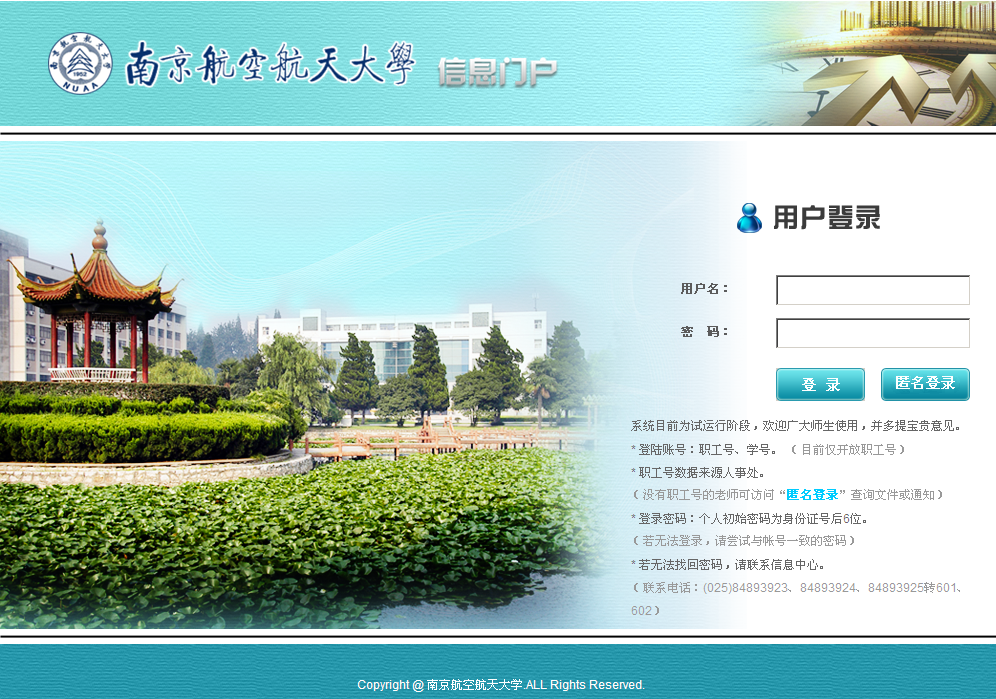 南京航空航天大學 信息门户
NUAA
1952
用户登录
用户名：
密 码：
登 录 匿名登录
系统目前为试运行阶段，欢迎广大师生使用，并多提宝贵意见。
* 登陆账号：职工号、学号。（目前仅开放职工号）
* 职工号数据来源人事处。
（没有职工号的老师可访问“匿名登录”查询文件或通知）
* 登录密码：个人初始密码为身份证号后6位。
（若无法登录，请尝试与帐号一致的密码）
* 若无法找回密码，请联系信息中心。
（联系电话：(025)84893923、84893924、84893925转601、
602）
Copyright @ 南京航空航天大学.ALL Rights Reserved.